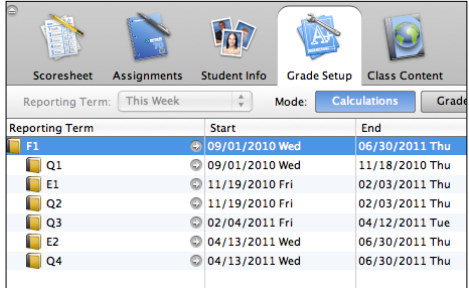 Scoresheet Assignments Student Info Grade Setup Class Content
Reporting Term: This Week Mode: Calculations Grade
Reporting Term Start End
F1 09/01/2010 Wed 06/30/2011 Thu
Q1 09/01/2010 Wed 11/18/2010 Thu
E1 11/19/2010 Fri 02/03/2011 Thu
Q2 11/19/2010 Fri 02/03/2011 Thu
Q3 02/04/2011 Fri 04/12/2011 Tue
E2 04/13/2011 Wed 06/30/2011 Thu
Q4 04/13/2011 Wed 06/30/2011 Thu